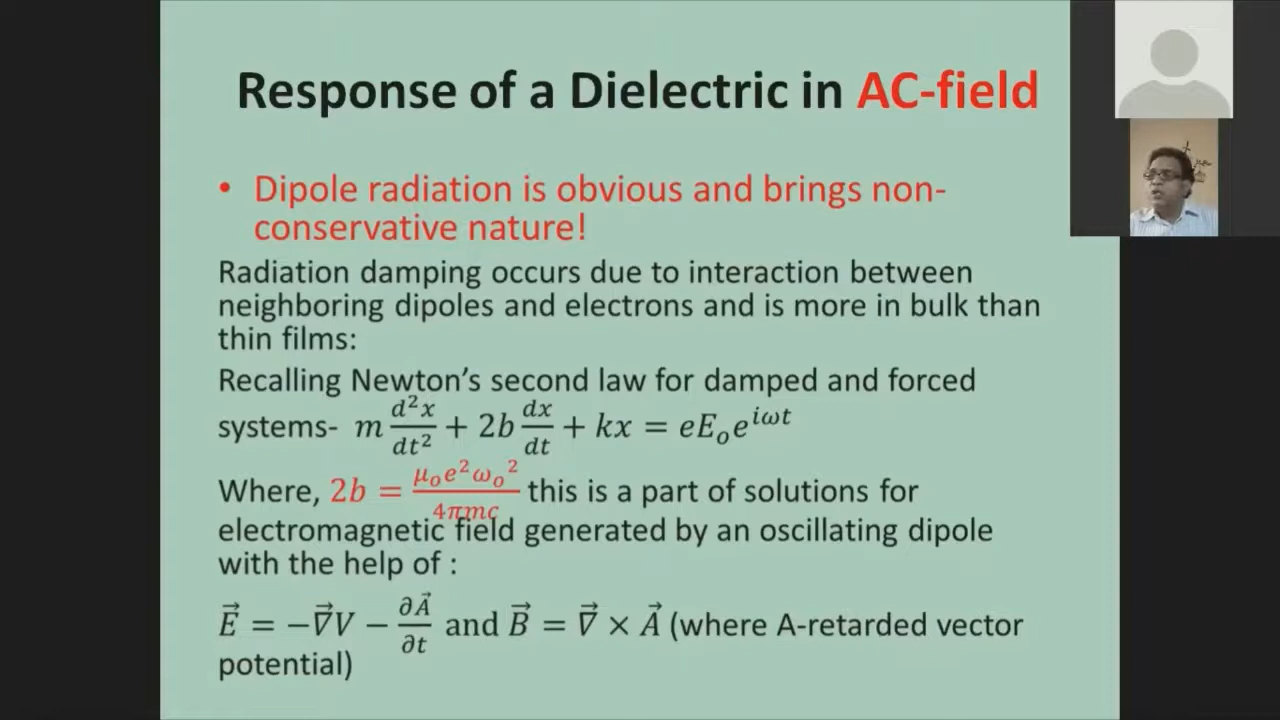 Response of a Dielectric in AC-field
• Dipole radiation is obvious and brings non-
conservative nature!
Radiation damping occurs due to interaction between
neighboring dipoles and electrons and is more in bulk than
thin films:
Recalling Newton's second law for damped and forced
systems- m d²x/dt² + 2b dx/dt + kx = eE₀e^{iωt}
Where, 2b = μ₀e²ω₀²/4πmc this is a part of solutions for
electromagnetic field generated by an oscillating dipole
with the help of :
E⃗ = −∇⃗V − ∂A⃗/∂t and B⃗ = ∇⃗ × A⃗ (where A-retarded vector
potential)